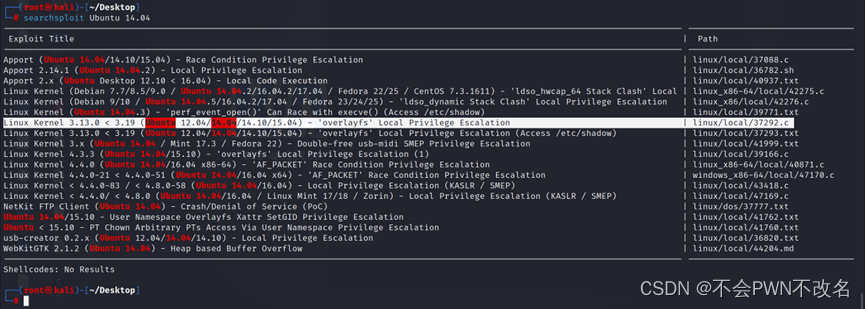 (root㉿kali)-[~/Desktop]
# searchsploit Ubuntu 14.04
Exploit Title | Path
Apport (Ubuntu 14.04/14.10/15.04) - Race Condition Privilege Escalation | linux/local/37088.c
Apport 2.14.1 (Ubuntu 14.04.2) - Local Privilege Escalation | linux/local/36782.sh
Apport 2.x (Ubuntu Desktop 12.10 < 16.04) - Local Code Execution | linux/local/40937.txt
Linux Kernel (Debian 7.7/8.5/9.0 / Ubuntu 14.04.2/16.04.2/17.04 / Fedora 22/25 / CentOS 7.3.1611) - 'ldso_hwcap_64 Stack Clash' Local | linux_x86-64/local/42275.c
Linux Kernel (Debian 9/10 / Ubuntu 14.04.5/16.04.2/17.04 / Fedora 23/24/25) - 'ldso_dynamic Stack Clash' Local Privilege Escalation | linux_x86/local/42276.c
Linux Kernel (Ubuntu 14.04.3) - 'perf_event_open()' Can Race with execve() (Access /etc/shadow) | linux/local/39771.txt
Linux Kernel 3.13.0 < 3.19 (Ubuntu 12.04/14.04/14.10/15.04) - 'overlayfs' Local Privilege Escalation | linux/local/37292.c
Linux Kernel 3.13.0 < 3.19 (Ubuntu 12.04/14.04/14.10/15.04) - 'overlayfs' Local Privilege Escalation (Access /etc/shadow) | linux/local/37293.txt
Linux Kernel 3.x (Ubuntu 14.04 / Mint 17.3 / Fedora 22) - Double-free usb-midi SMEP Privilege Escalation | linux/local/41999.txt
Linux Kernel 4.3.3 (Ubuntu 14.04/15.10) - 'overlayfs' Local Privilege Escalation (1) | linux/local/39166.c
Linux Kernel 4.4.0 (Ubuntu 14.04/16.04 x86-64) - 'AF_PACKET' Race Condition Privilege Escalation | linux_x86-64/local/40871.c
Linux Kernel 4.4.0-21 < 4.4.0-51 (Ubuntu 14.04/16.04 x64) - 'AF_PACKET' Race Condition Privilege Escalation | windows_x86-64/local/47170.c
Linux Kernel < 4.4.0-83 / < 4.8.0-58 (Ubuntu 14.04/16.04) - Local Privilege Escalation (KASLR / SMEP) | linux/local/43418.c
Linux Kernel < 4.4.0/ < 4.8.0 (Ubuntu 14.04/16.04 / Linux Mint 17/18 / Zorin) - Local Privilege Escalation (KASLR / SMEP) | linux/local/47169.c
NetKit FTP Client (Ubuntu 14.04) - Crash/Denial of Service (PoC) | linux/dos/37777.txt
Ubuntu 14.04/15.10 - User Namespace Overlayfs Xattr SetGID Privilege Escalation | linux/local/41762.txt
Ubuntu < 15.10 - PT Chown Arbitrary PTs Access Via User Namespace Privilege Escalation | linux/local/41760.txt
usb-creator 0.2.x (Ubuntu 12.04/14.04/14.10) - Local Privilege Escalation | linux/local/36820.txt
WebKitGTK 2.1.2 (Ubuntu 14.04) - Heap based Buffer Overflow | linux/local/44204.md
Shellcodes: No Results
(root㉿kali)-[~/Desktop]
#
CSDN @不会PWN不改名